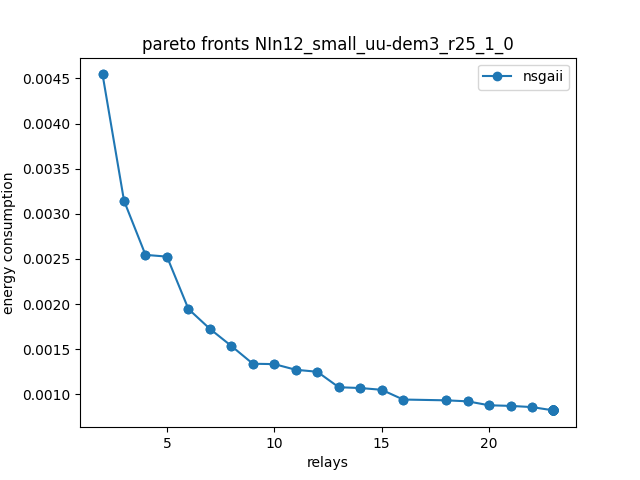 pareto fronts NIn12_small_uu-dem3_r25_1_0
nsgaii
0.0045
0.0040
0.0035
0.0030
0.0025
0.0020
0.0015
0.0010
energy consumption
5 10 15 20
relays